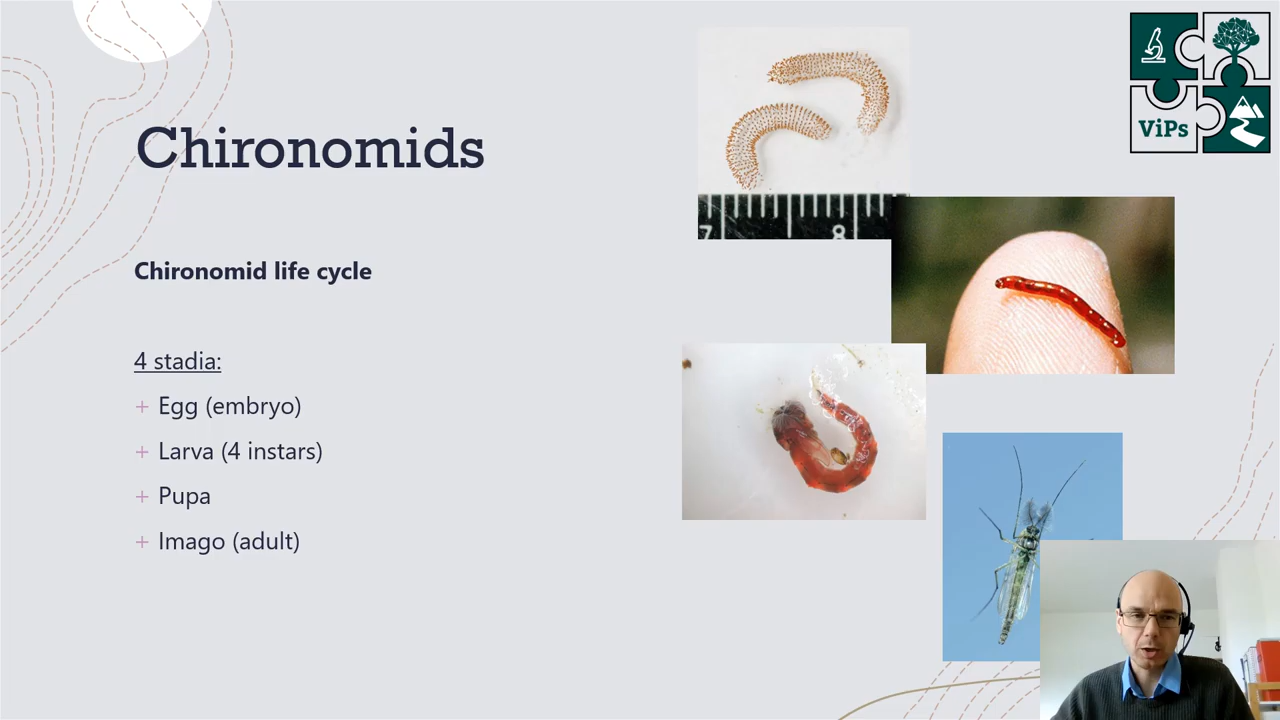 Chironomids
Chironomid life cycle
4 stadia:
+ Egg (embryo)
+ Larva (4 instars)
+ Pupa
+ Imago (adult)
7 8
ViPs